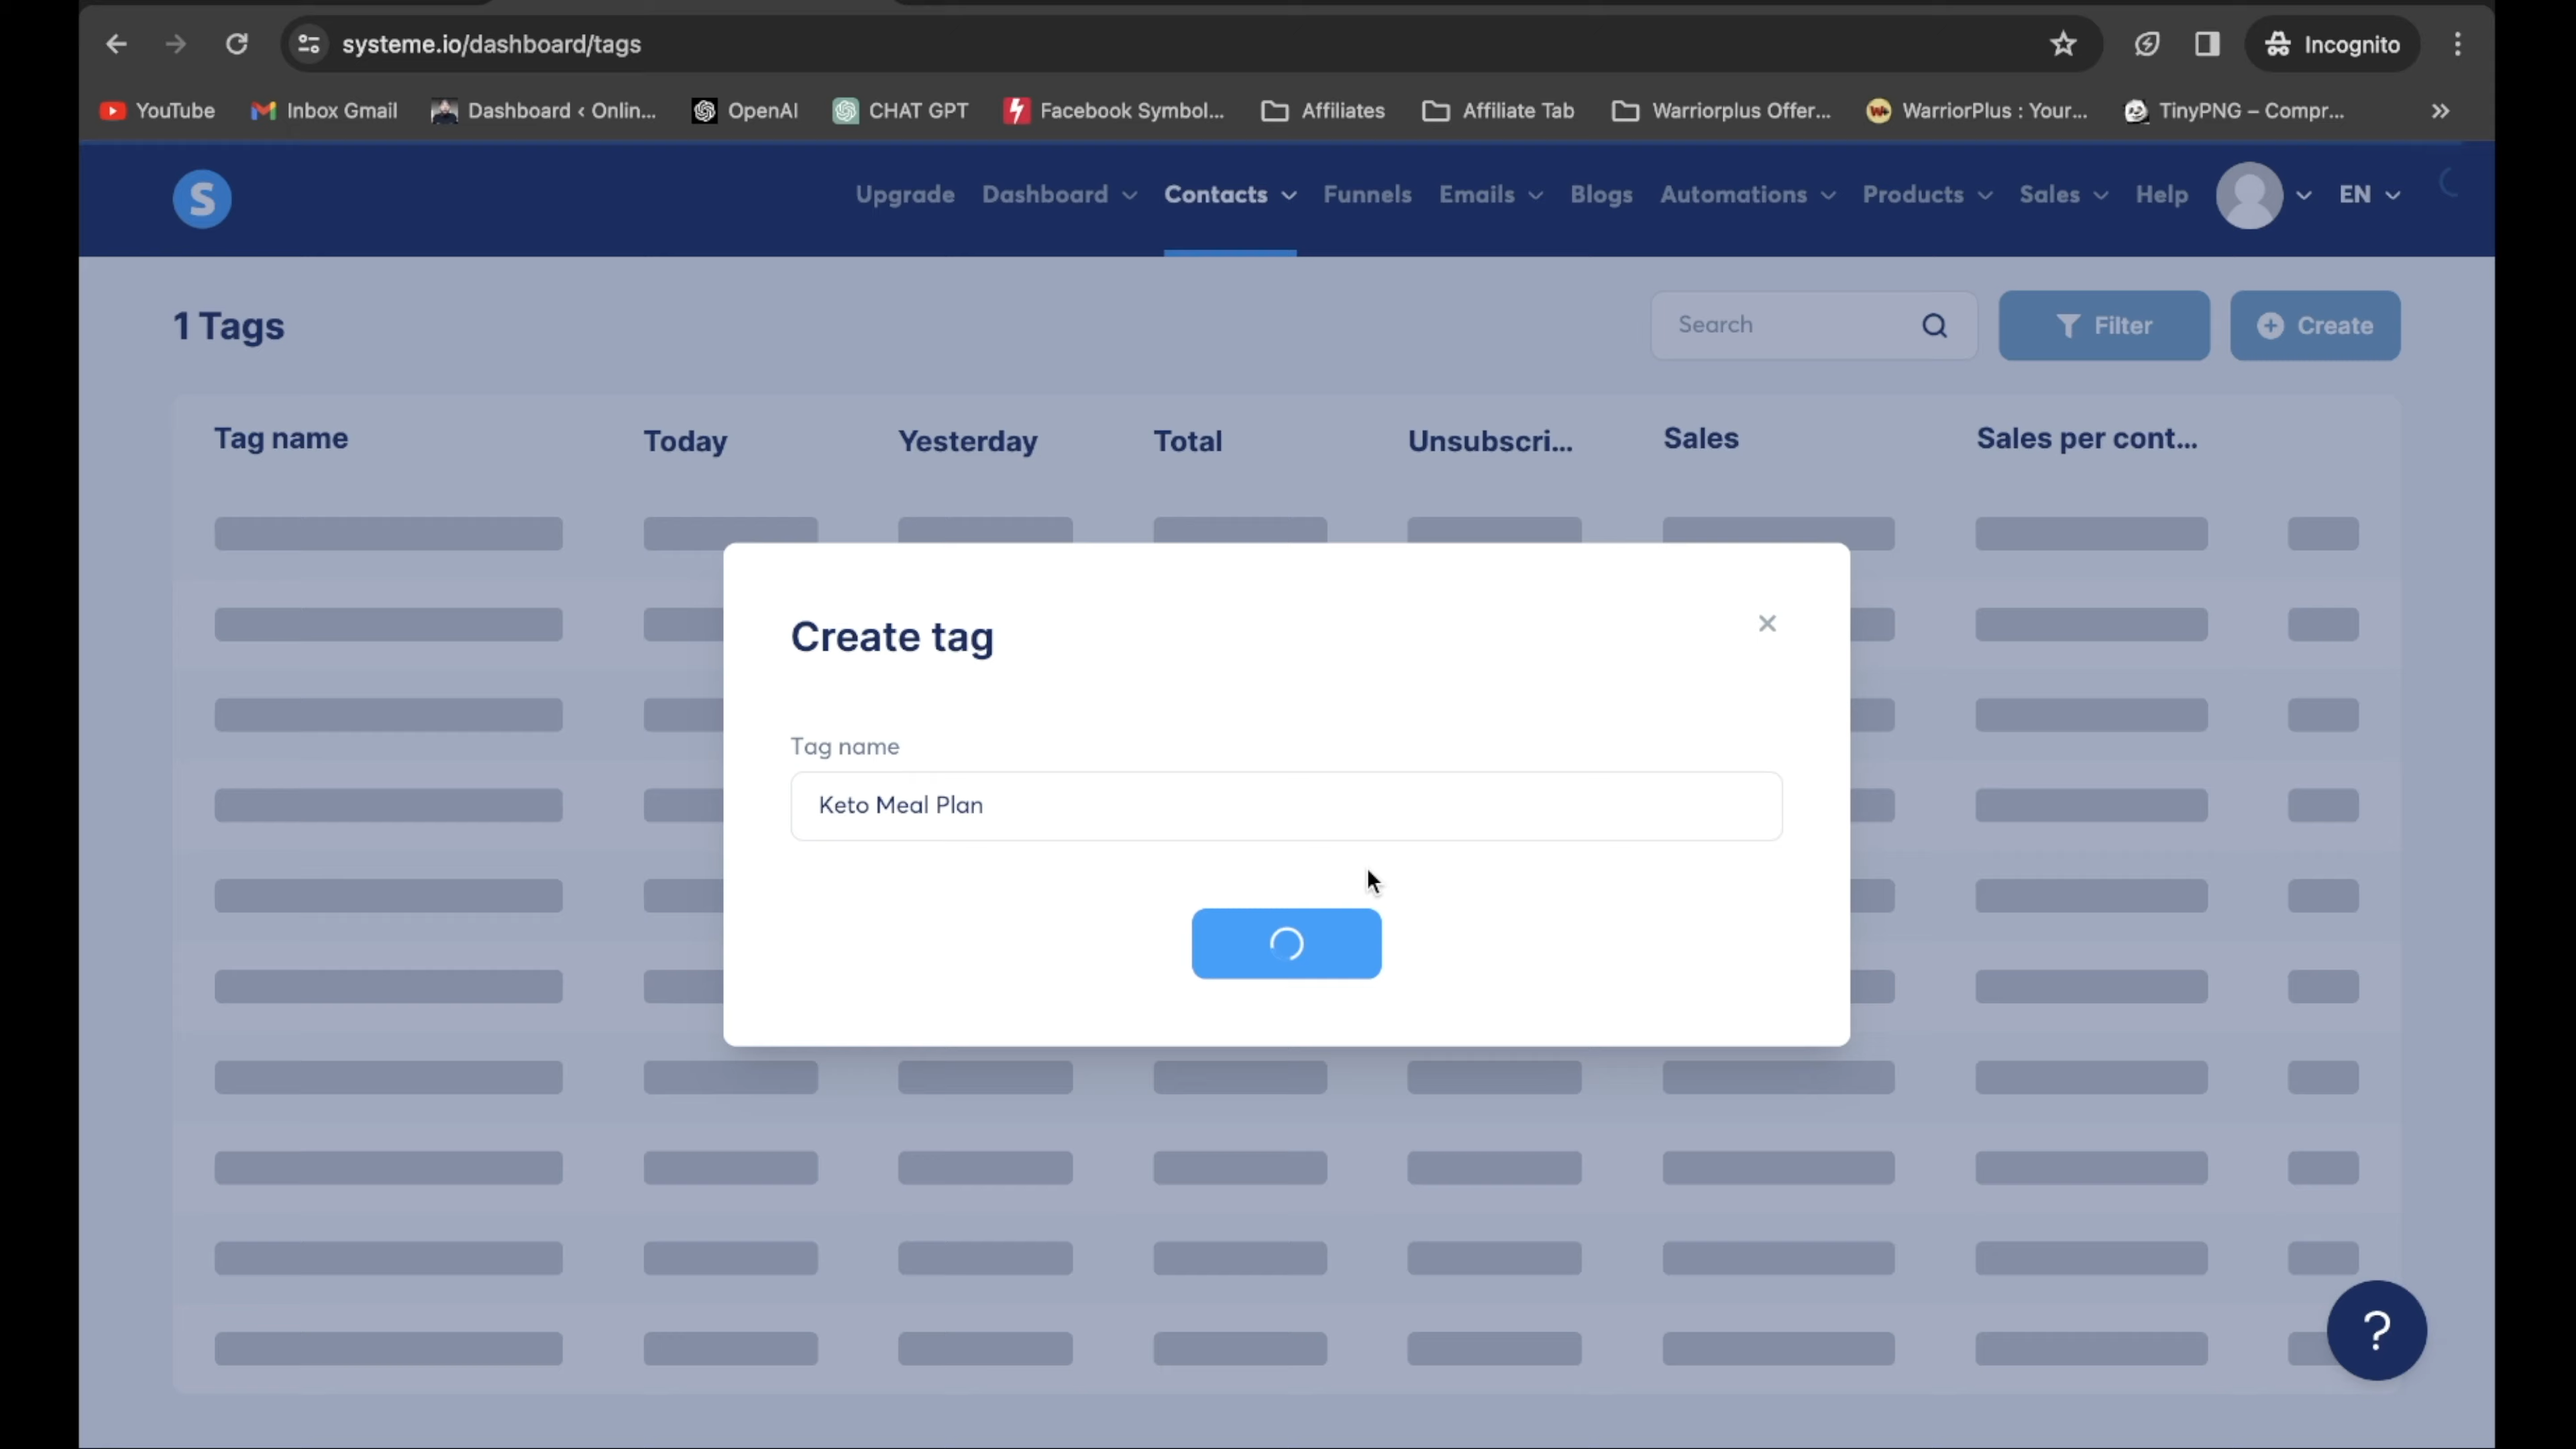 systeme.io/dashboard/tags
Incognito
YouTube Inbox Gmail Dashboard ‹ Onlin... OpenAI CHAT GPT Facebook Symbol... Affiliates Affiliate Tab Warriorplus Offer... WarriorPlus : Your... TinyPNG – Compr... »
S Upgrade Dashboard Contacts Funnels Emails Blogs Automations Products Sales Help EN
1 Tags Search Filter Create
Tag name Today Yesterday Total Unsubscri... Sales Sales per cont...
Create tag
Tag name
Keto Meal Plan
?